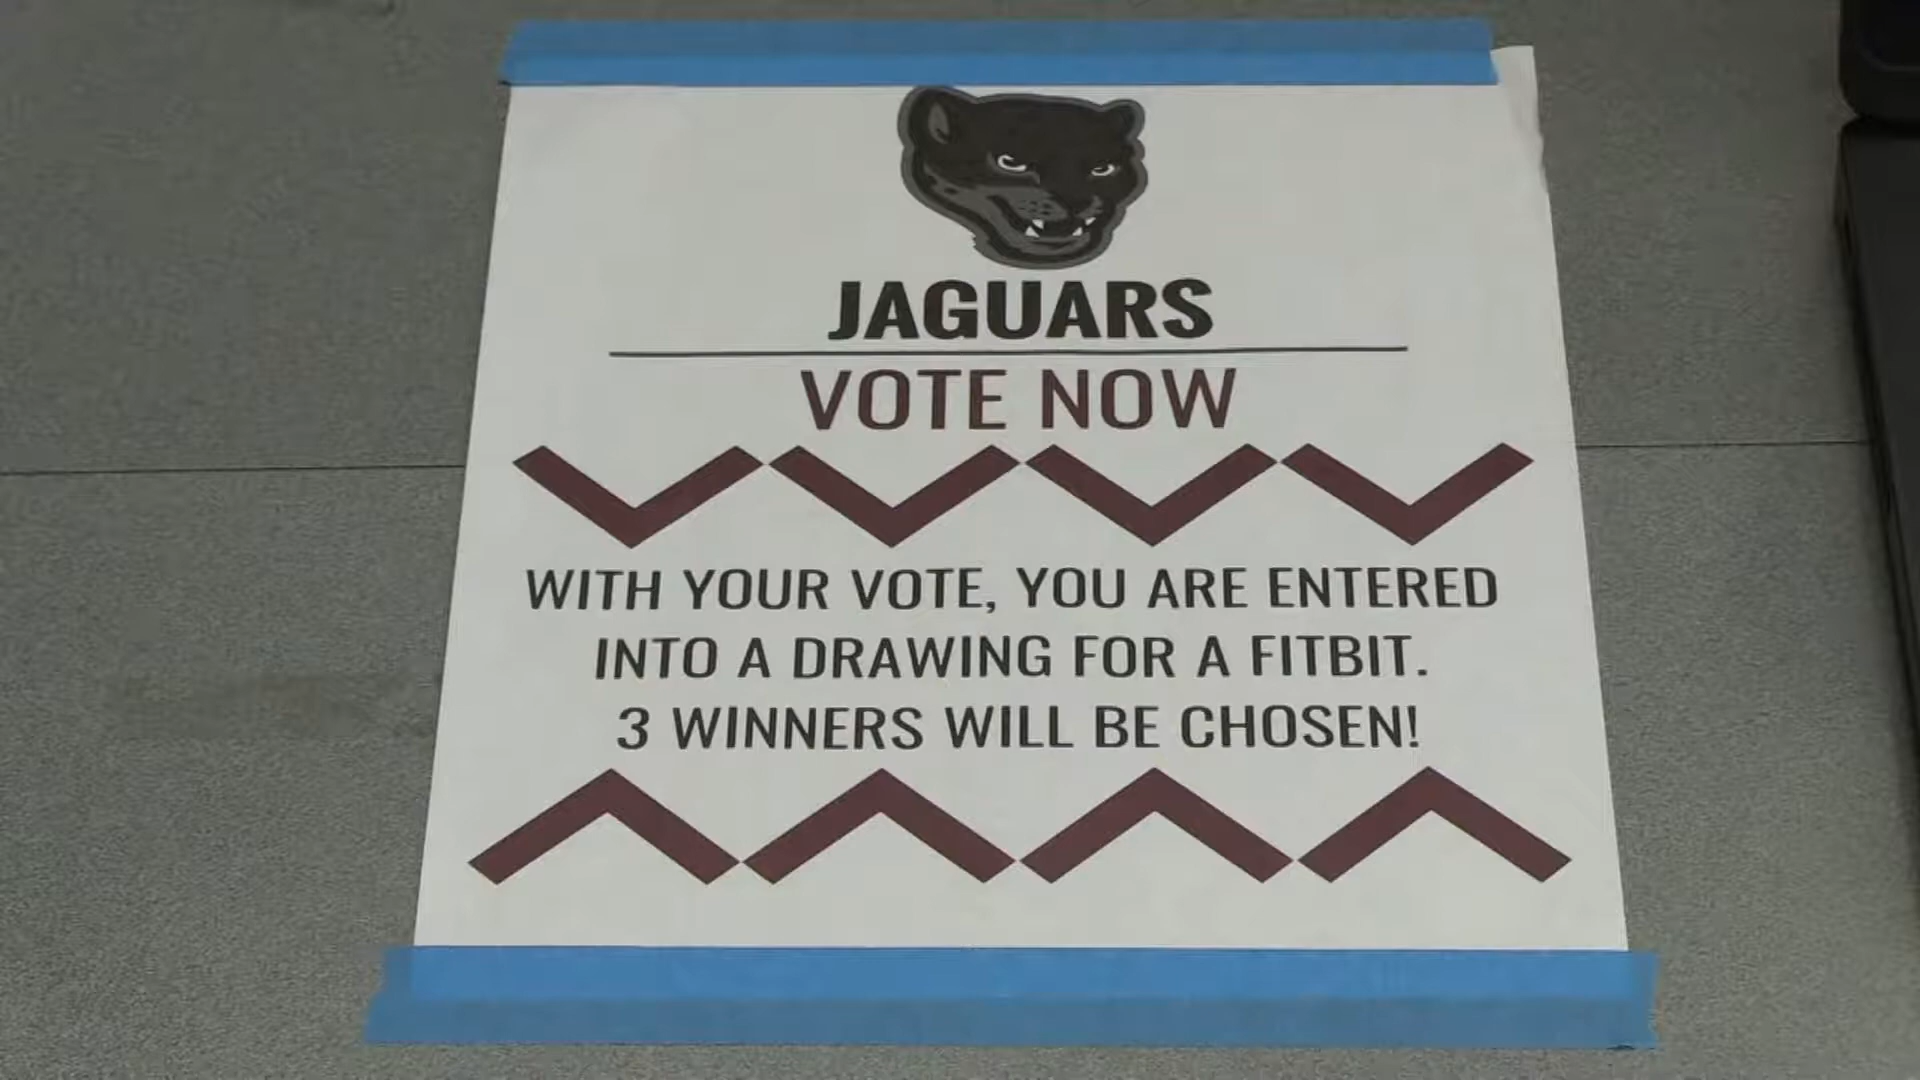 JAGUARS
VOTE NOW
WITH YOUR VOTE, YOU ARE ENTERED
INTO A DRAWING FOR A FITBIT.
3 WINNERS WILL BE CHOSEN!